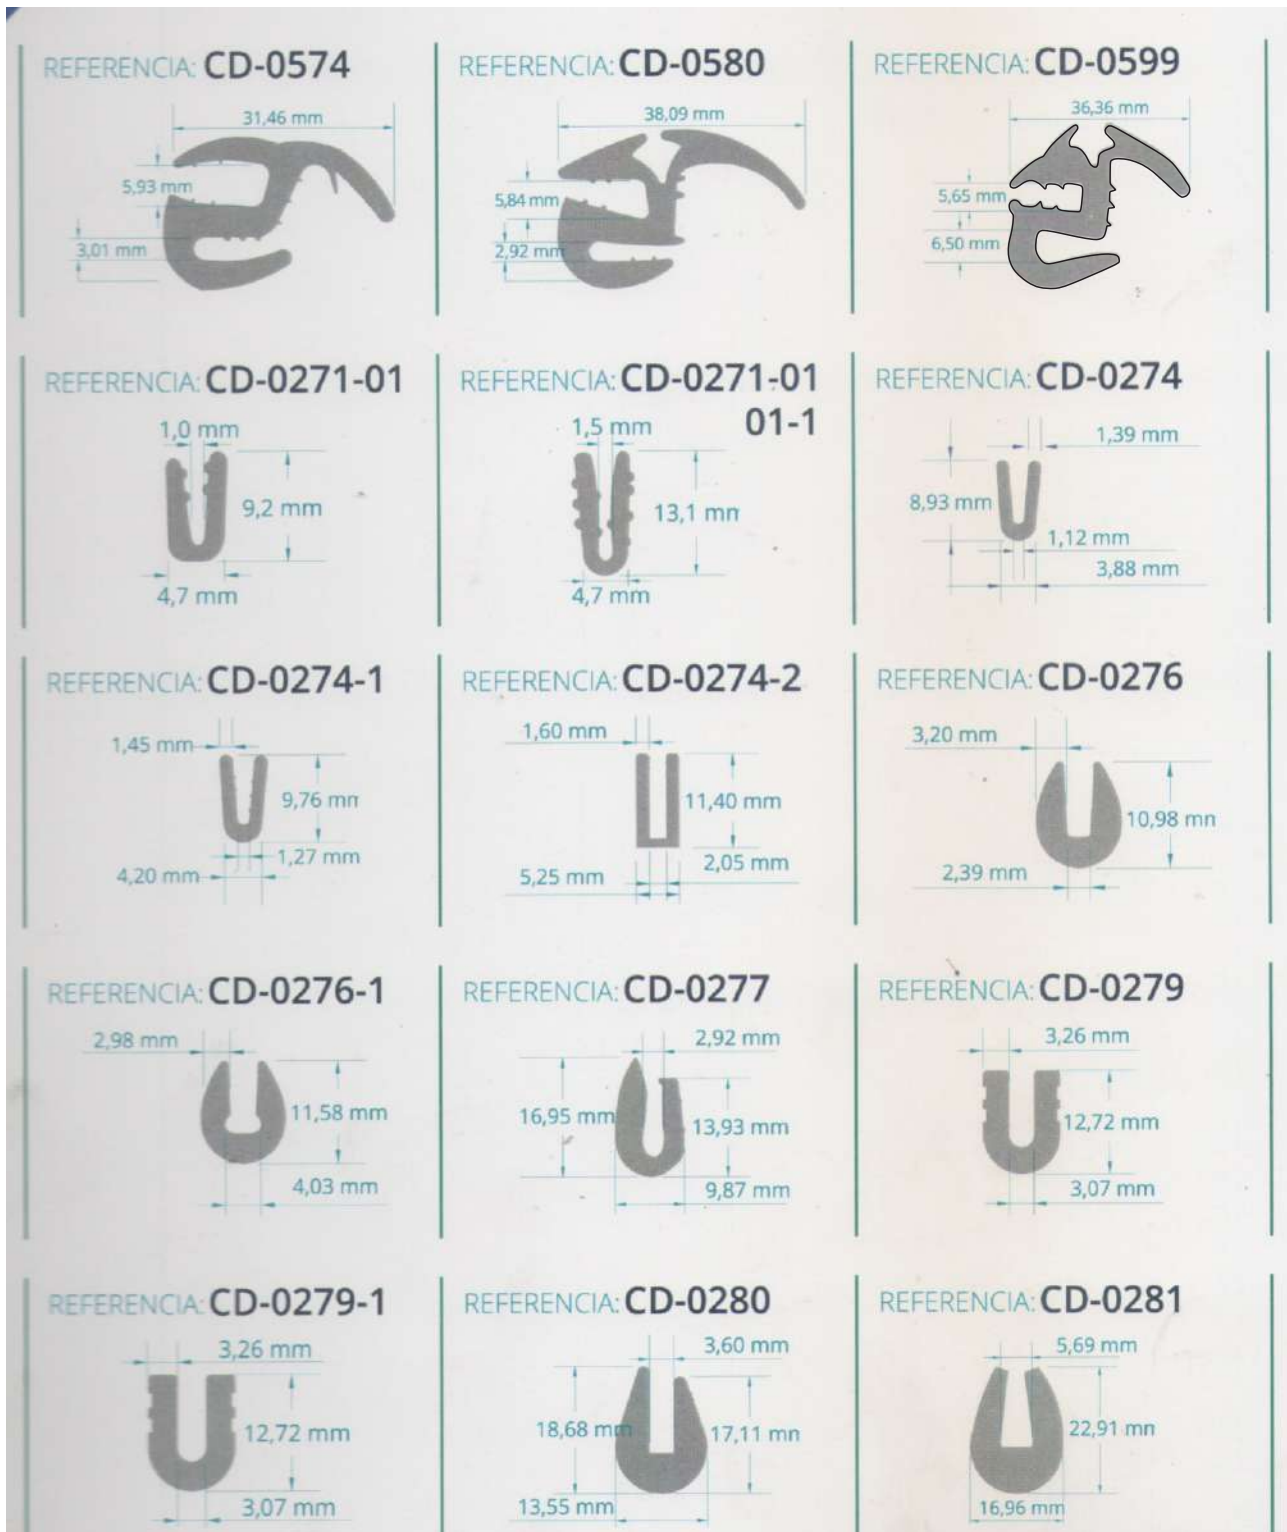 REFERENCIA: CD-0574
31,46 mm
5,93 mm
3,01 mm
REFERENCIA: CD-0580
38,09 mm
5,84 mm
2,92 mm
REFERENCIA: CD-0599
36,36 mm
5,65 mm
6,50 mm
REFERENCIA: CD-0271-01
1,0 mm
9,2 mm
4,7 mm
REFERENCIA: CD-0271-01
01-1
1,5 mm
13,1 mm
4,7 mm
REFERENCIA: CD-0274
1,39 mm
8,93 mm
1,12 mm
3,88 mm
REFERENCIA: CD-0274-1
1,45 mm
9,76 mm
1,27 mm
4,20 mm
REFERENCIA: CD-0274-2
1,60 mm
11,40 mm
2,05 mm
5,25 mm
REFERENCIA: CD-0276
3,20 mm
10,98 mm
2,39 mm
REFERENCIA: CD-0276-1
2,98 mm
11,58 mm
4,03 mm
REFERENCIA: CD-0277
2,92 mm
16,95 mm
13,93 mm
9,87 mm
REFERENCIA: CD-0279
3,26 mm
12,72 mm
3,07 mm
REFERENCIA: CD-0279-1
3,26 mm
12,72 mm
3,07 mm
REFERENCIA: CD-0280
3,60 mm
18,68 mm
17,11 mm
13,55 mm
REFERENCIA: CD-0281
5,69 mm
22,91 mm
16,96 mm